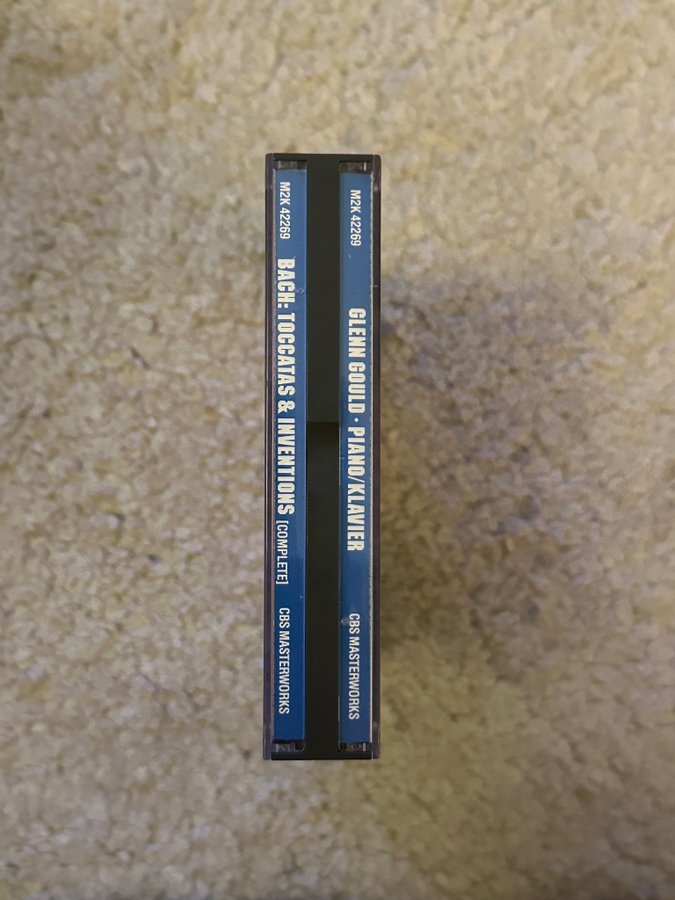 M2K 42269 GLENN GOULD · PIANO/KLAVIER CBS MASTERWORKS
M2K 42269 BACH: TOCCATAS & INVENTIONS [COMPLETE] CBS MASTERWORKS